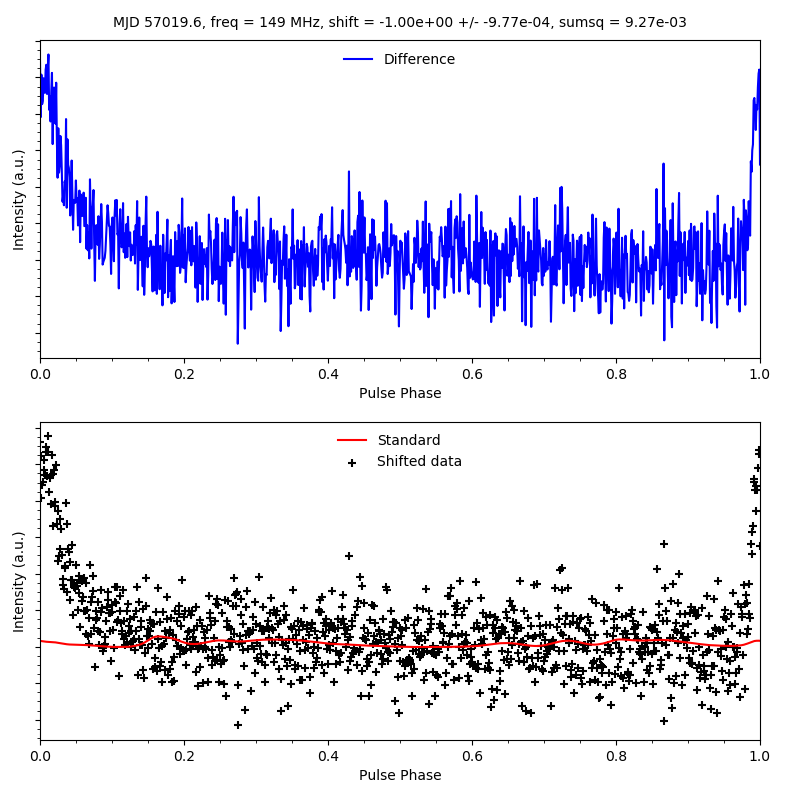 MJD 57019.6, freq = 149 MHz, shift = -1.00e+00 +/- -9.77e-04, sumsq = 9.27e-03
Difference
Intensity (a.u.)
0.0 0.2 0.4 0.6 0.8 1.0
Pulse Phase
Standard
Shifted data
Intensity (a.u.)
0.0 0.2 0.4 0.6 0.8 1.0
Pulse Phase